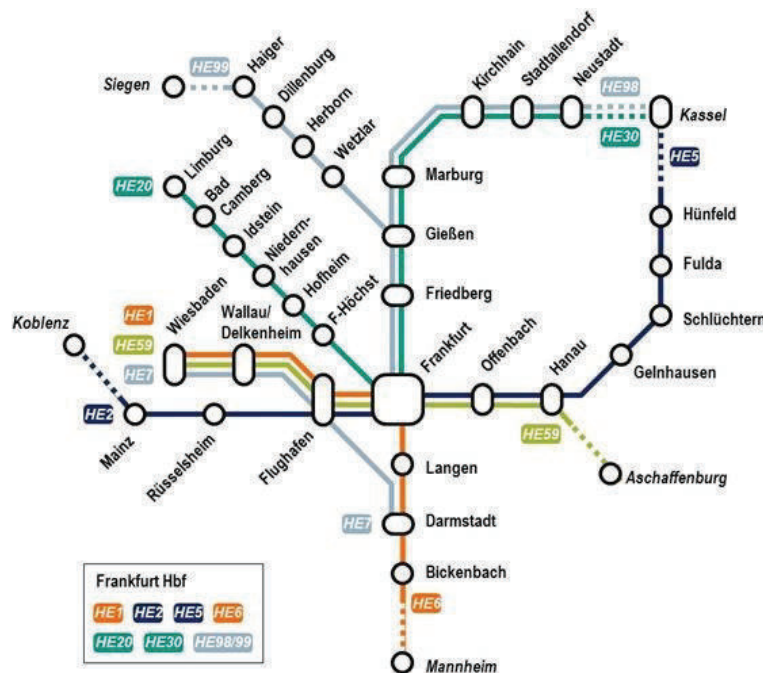 HE99
Siegen
Haiger
Dillenburg
Herborn
Wetzlar
Kirchhain
Stadtallendorf
Neustadt
HE98
HE30
Kassel
HE5
HE20
Limburg
Bad
Camberg
Idstein
Niedern-
hausen
Hofheim
F-Höchst
Marburg
Gießen
Friedberg
Hünfeld
Fulda
Schlüchtern
Gelnhausen
HE1
HE59
HE7
Wiesbaden
Wallau/
Delkenheim
Koblenz
HE2
Mainz
Rüsselsheim
Flughafen
Frankfurt
Offenbach
Hanau
HE59
Aschaffenburg
Langen
HE7
Darmstadt
Bickenbach
HE6
Mannheim
Frankfurt Hbf
HE1 HE2 HE5 HE6
HE20 HE30 HE98/99